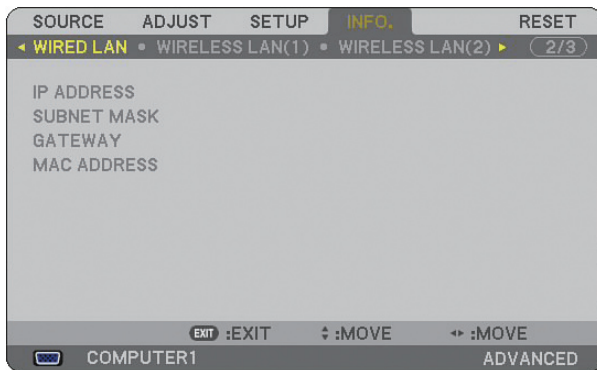 SOURCE ADJUST SETUP INFO. RESET
WIRED LAN • WIRELESS LAN(1) • WIRELESS LAN(2) 2/3
IP ADDRESS
SUBNET MASK
GATEWAY
MAC ADDRESS
EXIT :EXIT :MOVE :MOVE
COMPUTER1 ADVANCED